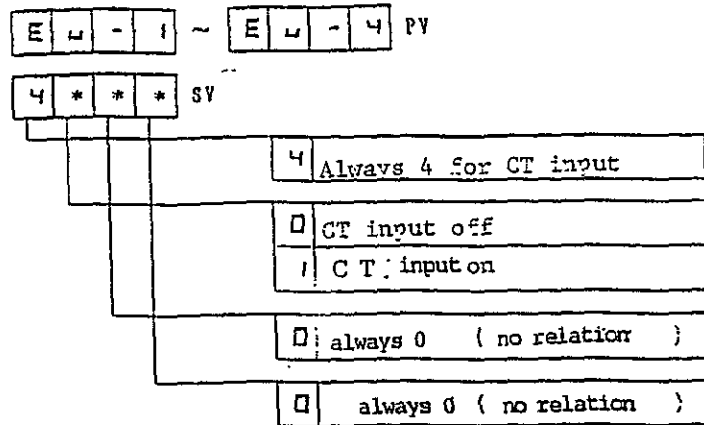 E u - 1 ~ E u - 4 PV
4 * * * SV
4 Always 4 for CT input
0 CT input off
1 C T : input on
0 always 0 ( no relation )
0 always 0 ( no relation )